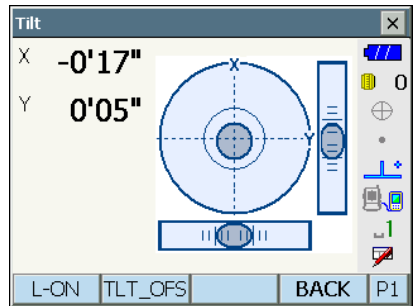 Tilt
X -0'17"
0
Y 0'05"
X
Y
1
L-ON TLT_OFS BACK P1